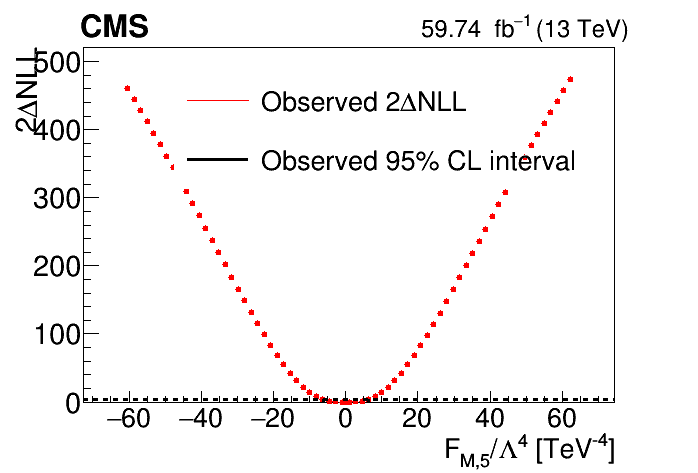 CMS
59.74 fb⁻¹ (13 TeV)
2ΔNLL
500
400
300
200
100
0
Observed 2ΔNLL
Observed 95% CL interval
−60 −40 −20 0 20 40 60
F_M,5/Λ⁴ [TeV⁻⁴]